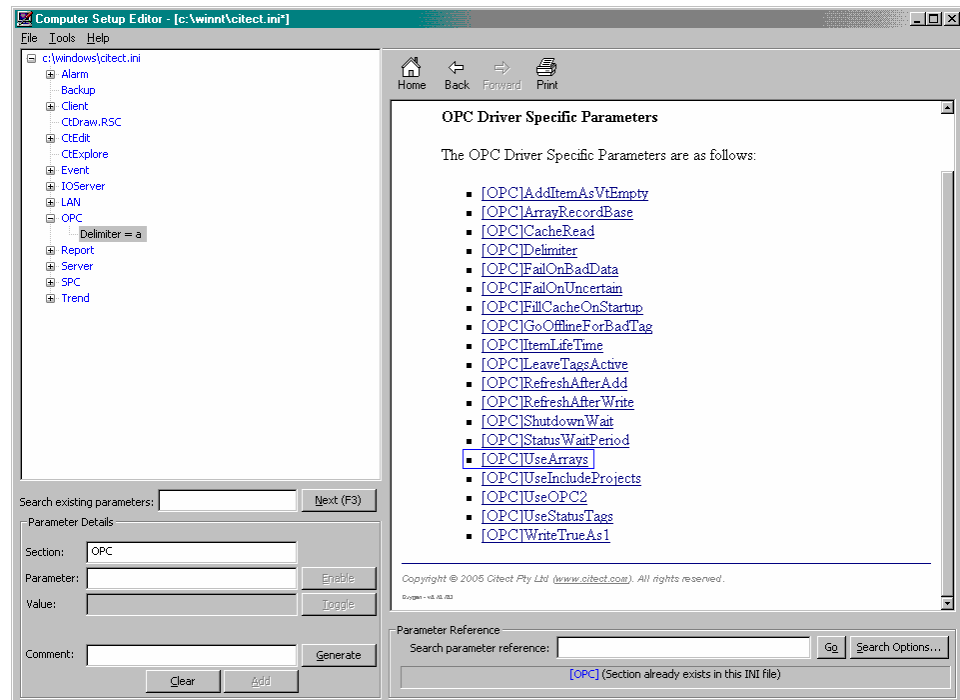 Computer Setup Editor - [c:\winnt\citect.ini*]
File Tools Help
c:\windows\citect.ini
Alarm
Backup
Client
CtDraw.RSC
CtEdit
CtExplore
Event
IOServer
LAN
OPC
Delimiter = a
Report
Server
SPC
Trend
Search existing parameters:
Next (F3)
Parameter Details
Section: OPC
Parameter:
Enable
Value:
Toggle
Comment:
Generate
Clear
Add
Home Back Forward Print
OPC Driver Specific Parameters
The OPC Driver Specific Parameters are as follows:
[OPC]AddItemAsVtEmpty
[OPC]ArrayRecordBase
[OPC]CacheRead
[OPC]Delimiter
[OPC]FailOnBadData
[OPC]FailOnUncertain
[OPC]FillCacheOnStartup
[OPC]GoOfflineForBadTag
[OPC]ItemLifeTime
[OPC]LeaveTagsActive
[OPC]RefreshAfterAdd
[OPC]RefreshAfterWrite
[OPC]ShutdownWait
[OPC]StatusWaitPeriod
[OPC]UseArrays
[OPC]UseIncludeProjects
[OPC]UseOPC2
[OPC]UseStatusTags
[OPC]WriteTrueAs1
Copyright © 2005 Citect Pty Ltd (www.citect.com). All rights reserved.
Parameter Reference
Search parameter reference:
Go
Search Options...
[OPC] (Section already exists in this INI file)